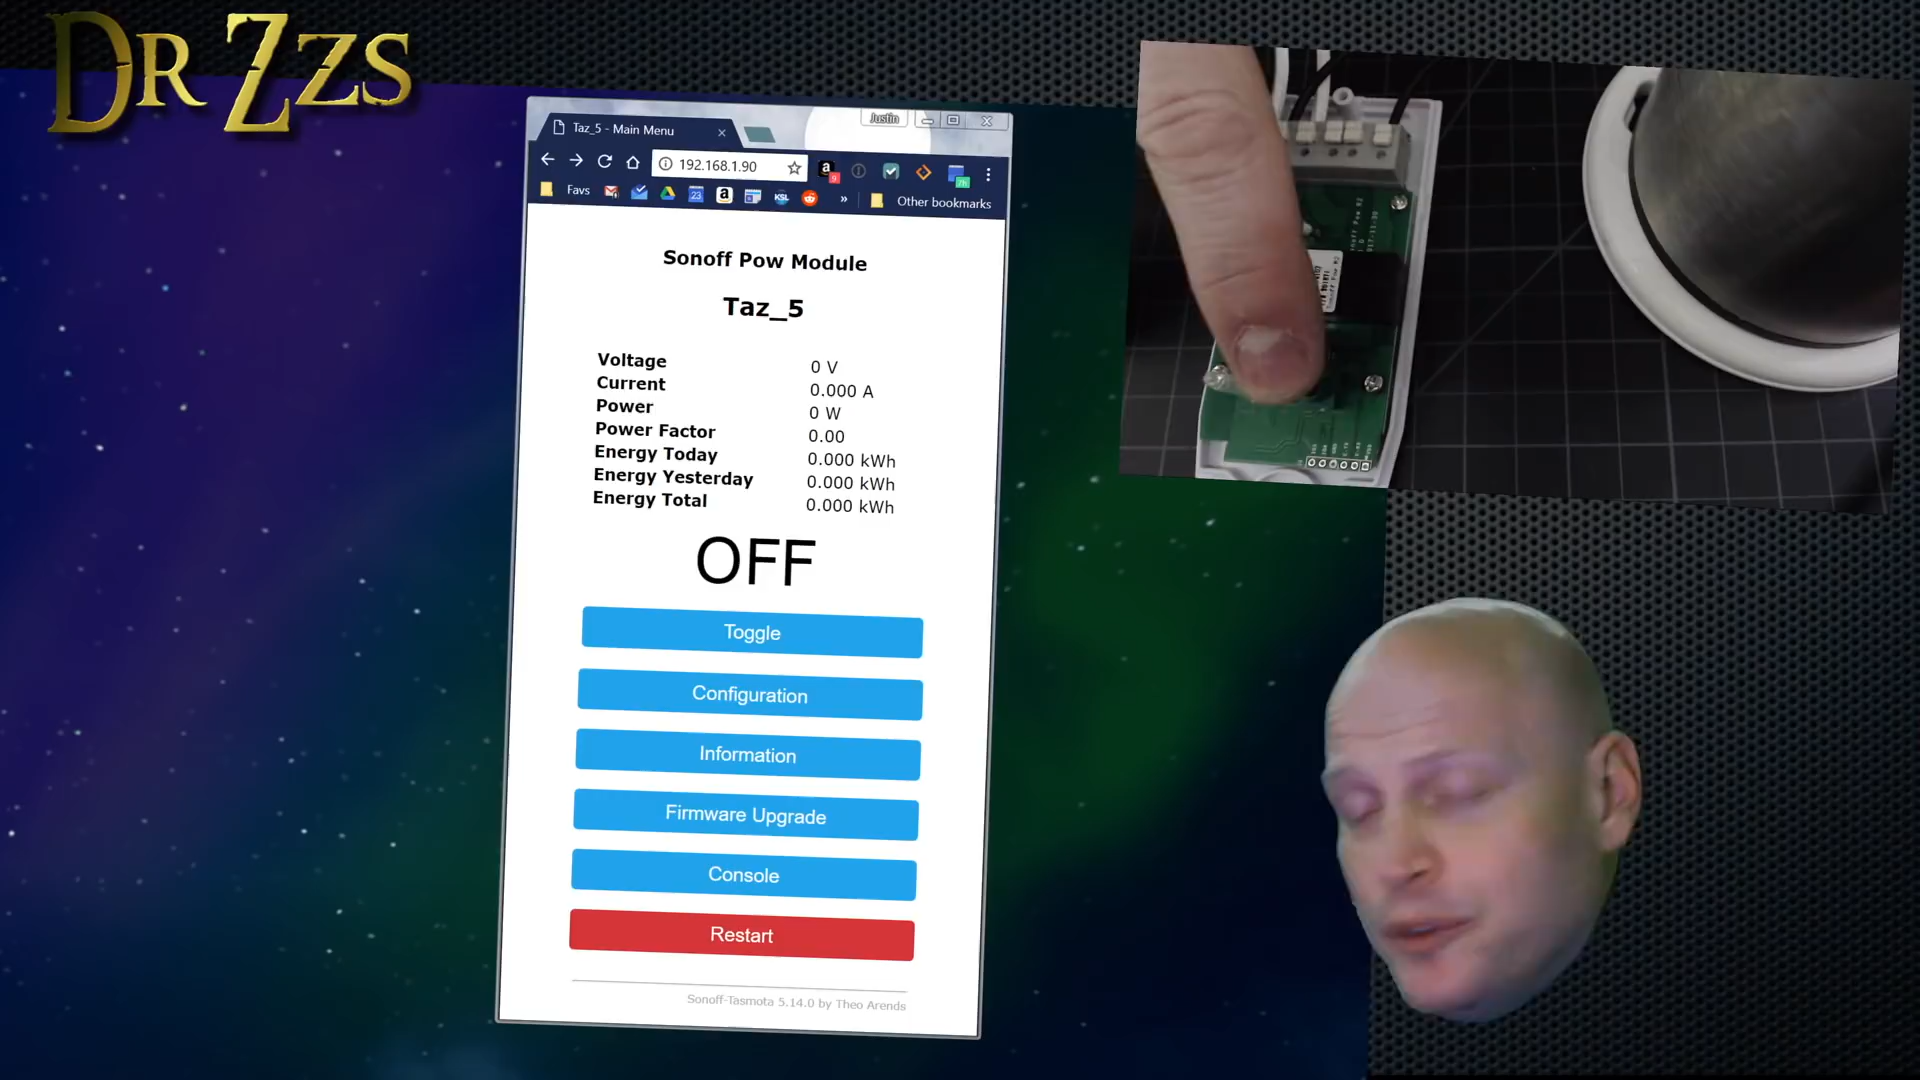 DR ZZS
Taz_5 - Main Menu
Justin
192.168.1.90
Favs
Other bookmarks
Sonoff Pow Module
Taz_5
Voltage 0 V
Current 0.000 A
Power 0 W
Power Factor 0.00
Energy Today 0.000 kWh
Energy Yesterday 0.000 kWh
Energy Total 0.000 kWh
OFF
Toggle
Configuration
Information
Firmware Upgrade
Console
Restart
Sonoff-Tasmota 5.14.0 by Theo Arends